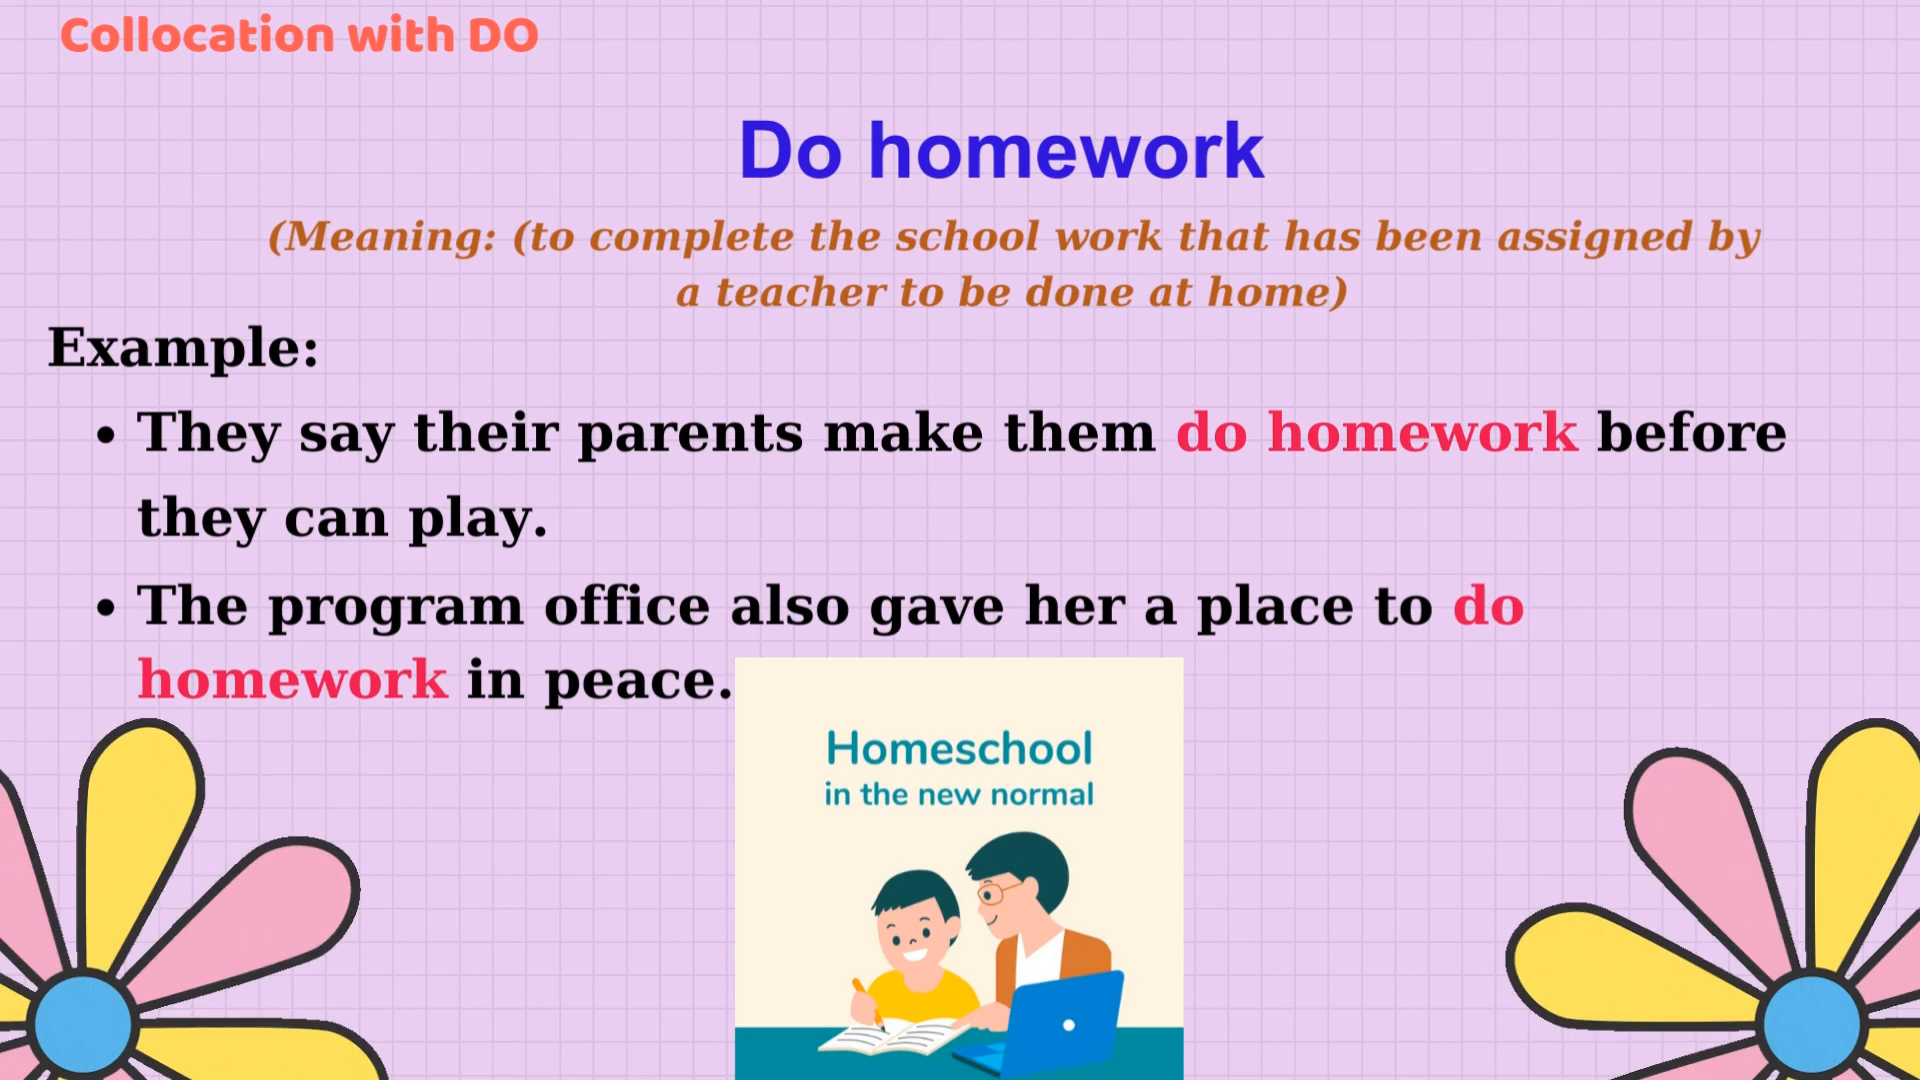 Collocation with DO
Do homework
(Meaning: (to complete the school work that has been assigned by
a teacher to be done at home)
Example:
• They say their parents make them do homework before
they can play.
• The program office also gave her a place to do
homework in peace.
Homeschool
in the new normal